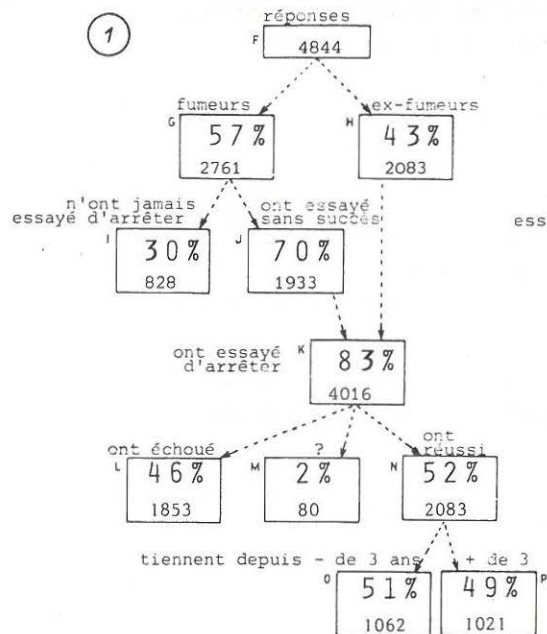 1
réponses
F 4844
fumeurs ex-fumeurs
G 57% H 43%
2761 2083
n'ont jamais ont essayé
essayé d'arrêter sans succès
ess
I 30% J 70%
828 1933
ont essayé K 83%
d'arrêter
4016
ont échoué ? ont
réussi
L 46% M 2% N 52%
1853 80 2083
tiennent depuis - de 3 ans + de 3
O 51% 49% P
1062 1021